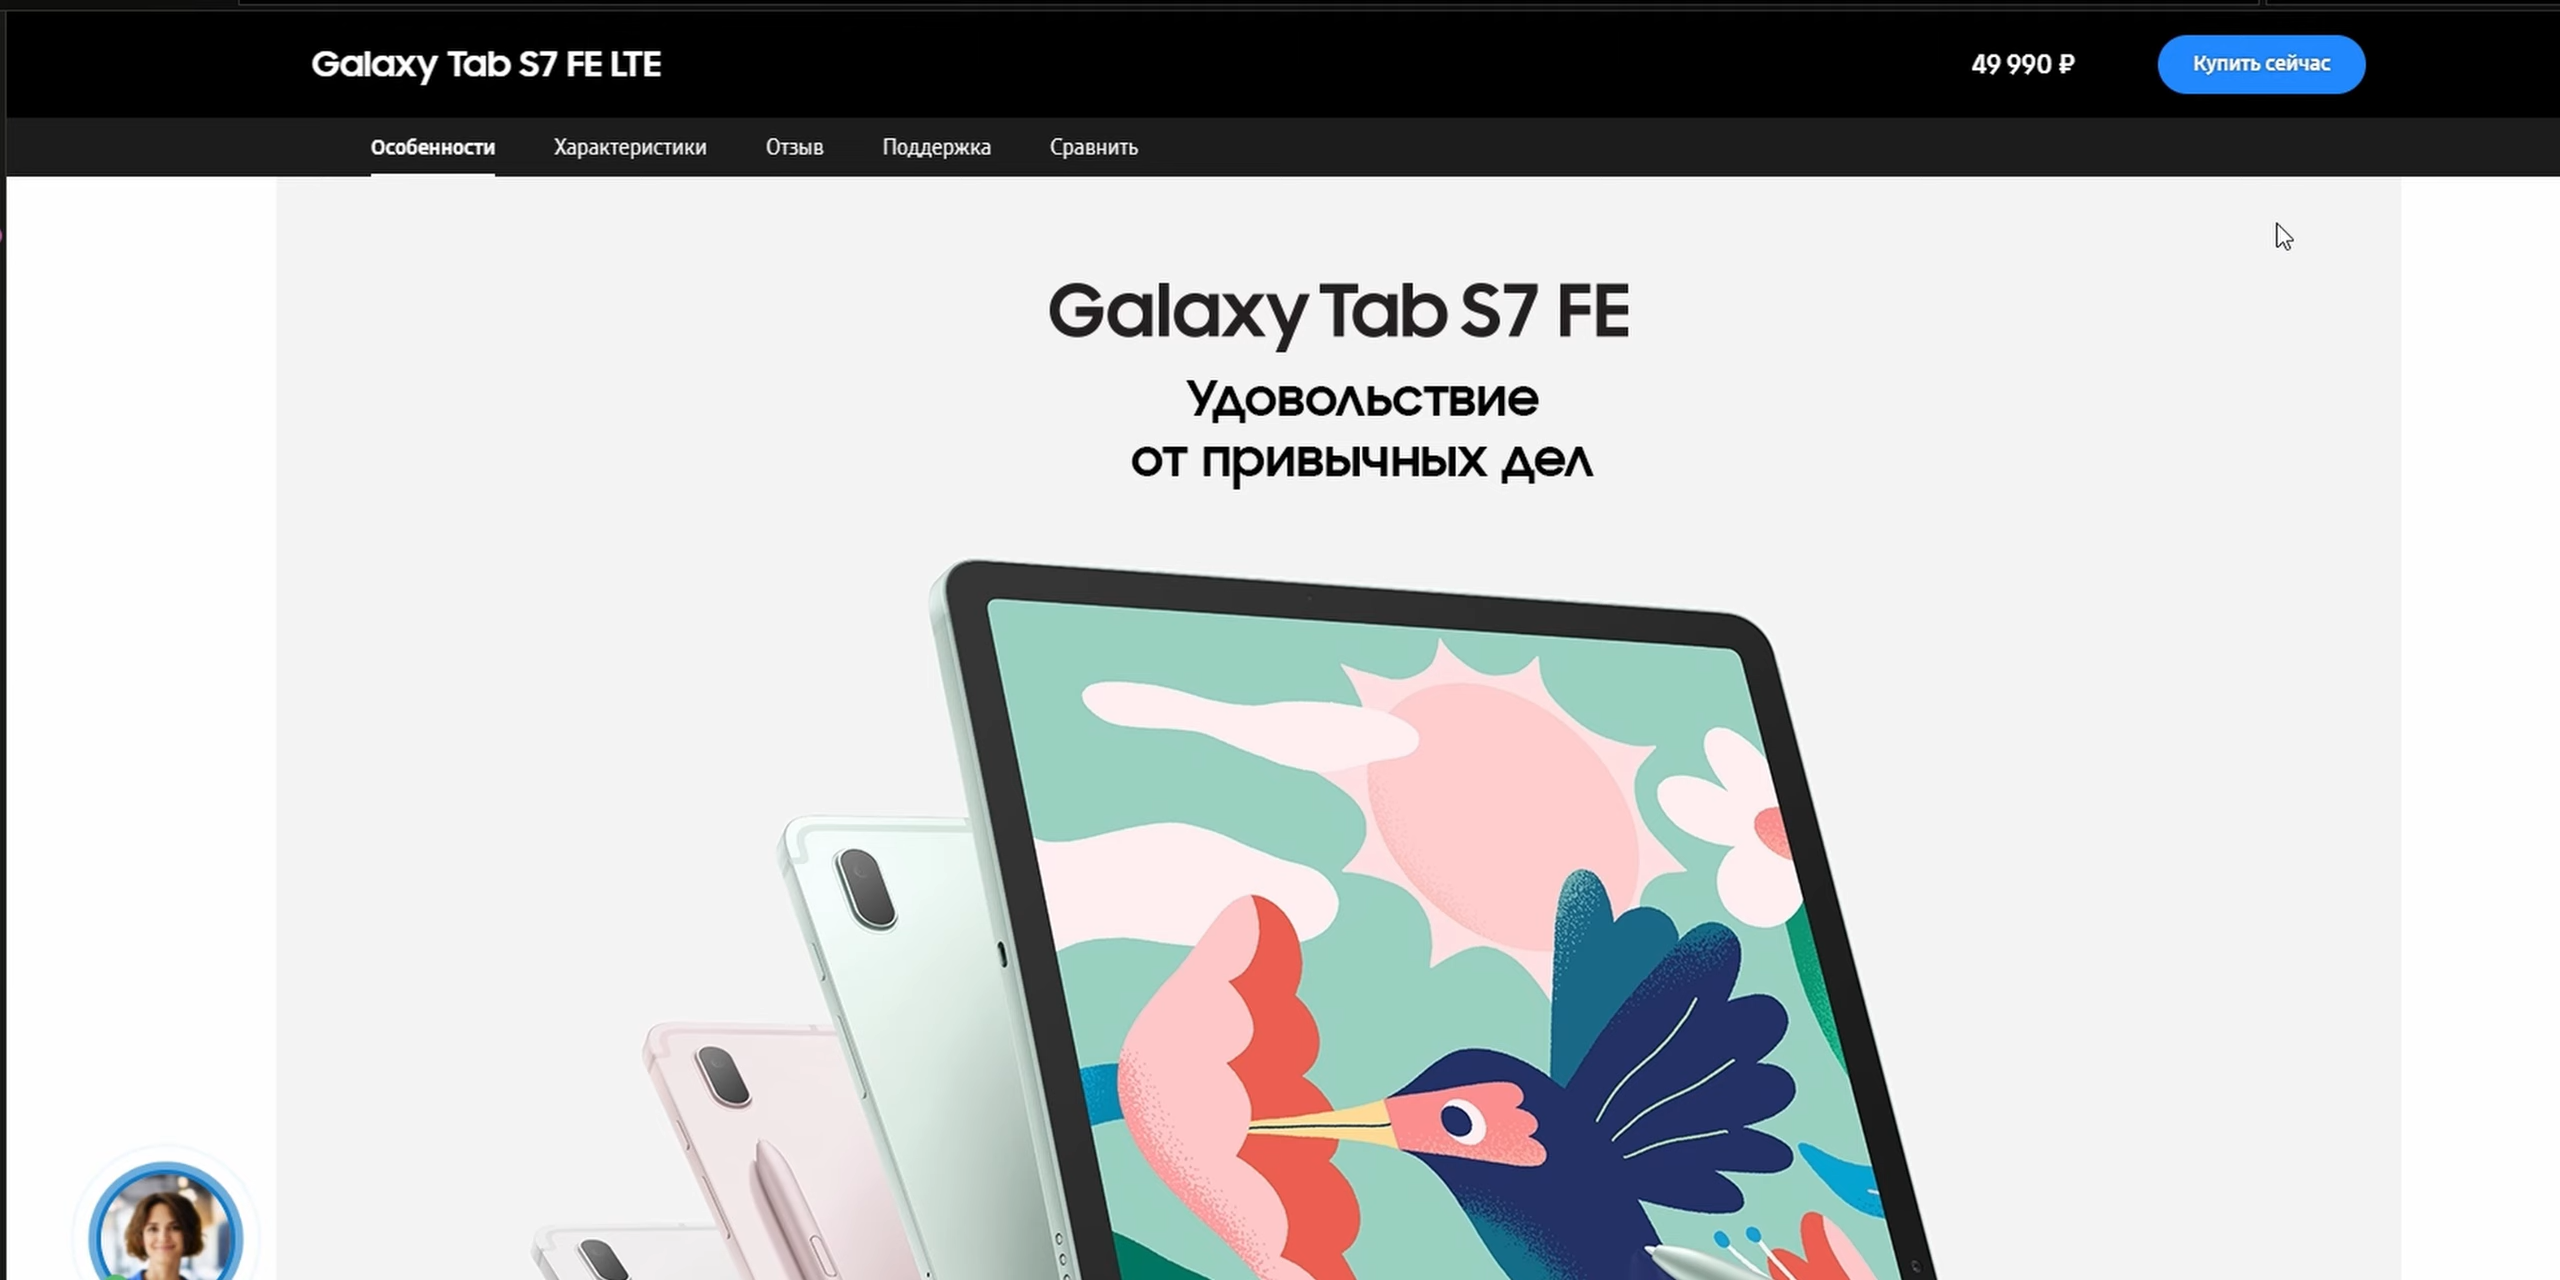 Galaxy Tab S7 FE LTE
49 990 ₽
Купить сейчас
Особенности
Характеристики
Отзыв
Поддержка
Сравнить
Galaxy Tab S7 FE
Удовольствие
от привычных дел